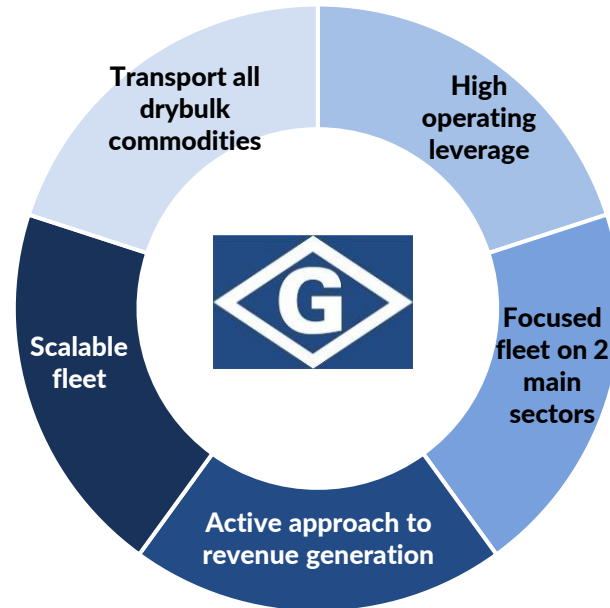 Transport all
drybulk
commodities
High
operating
leverage
Focused
fleet on 2
main
sectors
Active approach to
revenue generation
Scalable
fleet
G